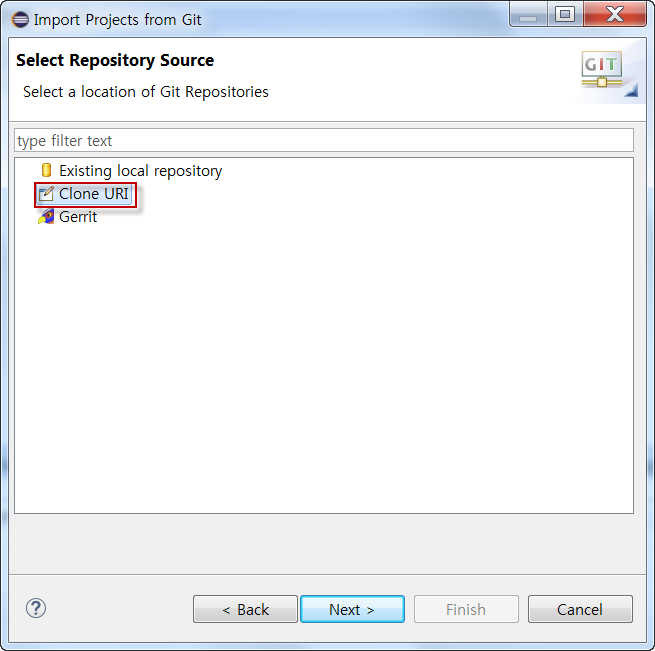 Import Projects from Git
Select Repository Source
Select a location of Git Repositories
GIT
type filter text
Existing local repository
Clone URI
Gerrit
?
< Back
Next >
Finish
Cancel